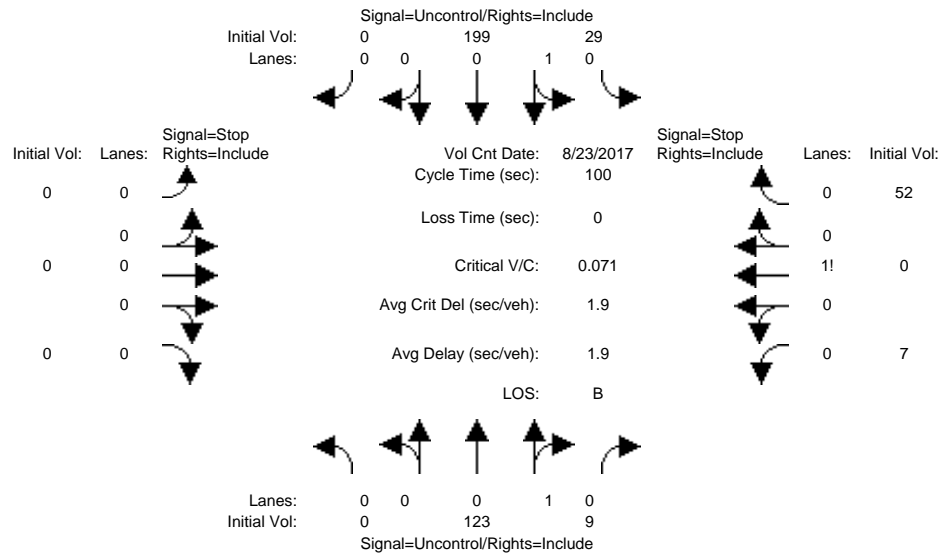 Signal=Uncontrol/Rights=Include
Initial Vol: 0 199 29
Lanes: 0 0 0 1 0
Signal=Stop Signal=Stop
Initial Vol: Lanes: Rights=Include Vol Cnt Date: 8/23/2017 Rights=Include Lanes: Initial Vol:
Cycle Time (sec): 100
0 0 0 52
Loss Time (sec): 0
0 0
0 0 Critical V/C: 0.071 1! 0
0 Avg Crit Del (sec/veh): 1.9 0
0 0 Avg Delay (sec/veh): 1.9 0 7
LOS: B
Lanes: 0 0 0 1 0
Initial Vol: 0 123 9
Signal=Uncontrol/Rights=Include